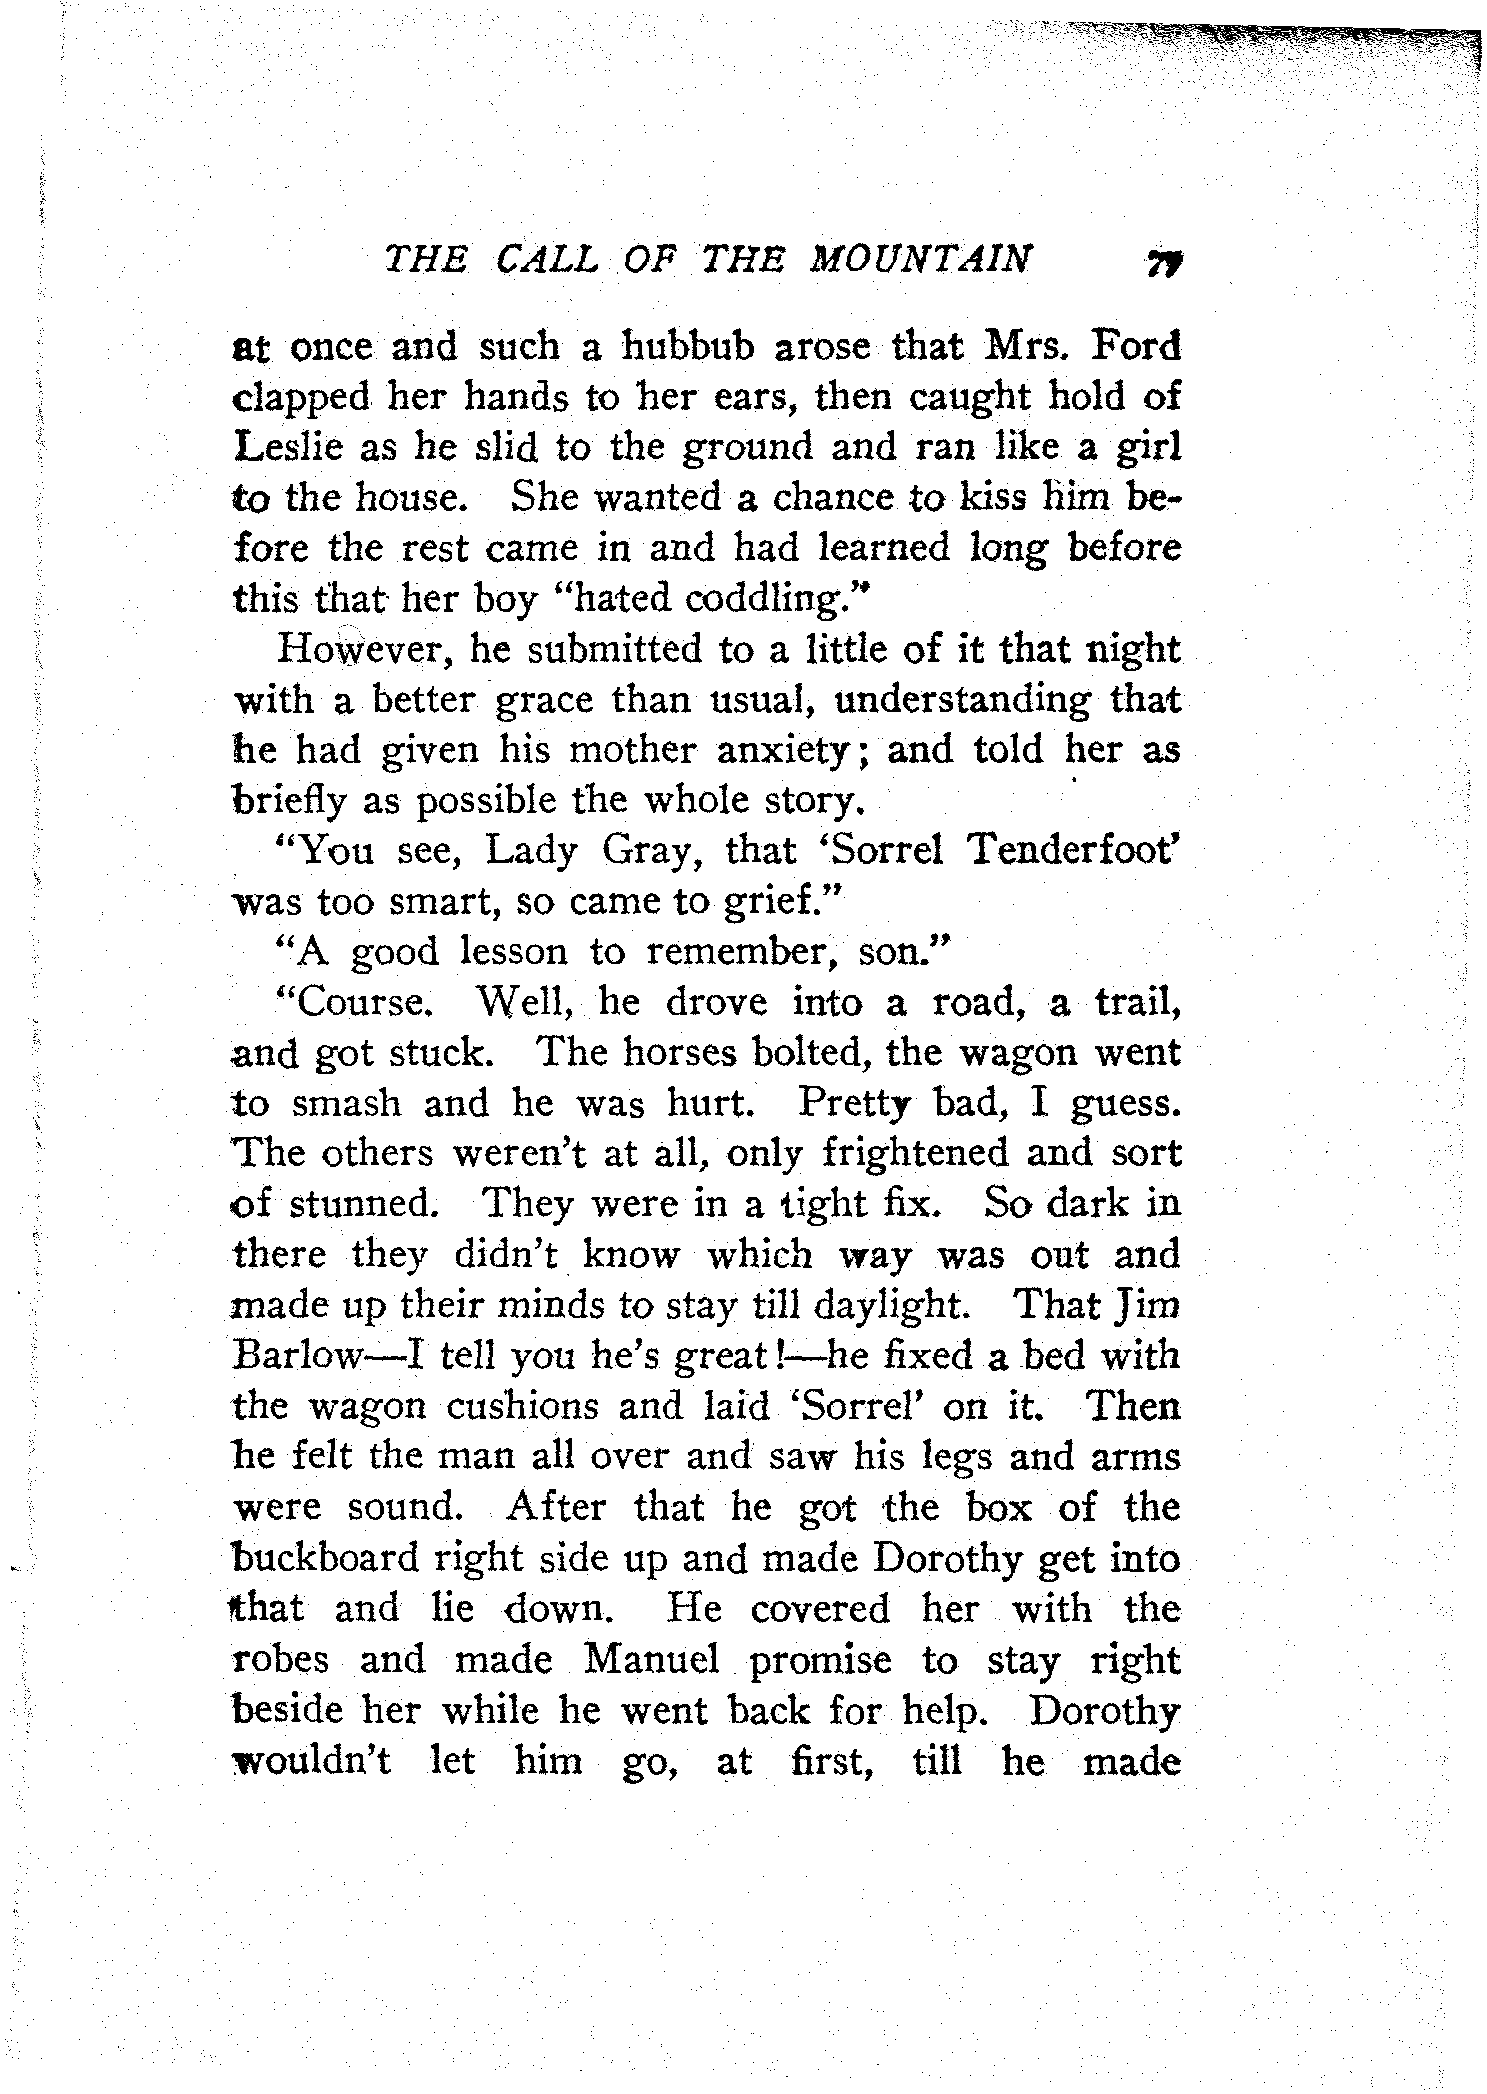 THE CALL OF THE MOUNTAIN 77
at once and such a hubbub arose that Mrs. Ford
clapped her hands to her ears, then caught hold of
Leslie as he slid to the ground and ran like a girl
to the house. She wanted a chance to kiss him be-
fore the rest came in and had learned long before
this that her boy "hated coddling."
However, he submitted to a little of it that night
with a better grace than usual, understanding that
he had given his mother anxiety; and told her as
briefly as possible the whole story.
"You see, Lady Gray, that 'Sorrel Tenderfoot'
was too smart, so came to grief."
"A good lesson to remember, son."
"Course. Well, he drove into a road, a trail,
and got stuck. The horses bolted, the wagon went
to smash and he was hurt. Pretty bad, I guess.
The others weren't at all, only frightened and sort
of stunned. They were in a tight fix. So dark in
there they didn't know which way was out and
made up their minds to stay till daylight. That Jim
Barlow—I tell you he's great!—he fixed a bed with
the wagon cushions and laid 'Sorrel' on it. Then
he felt the man all over and saw his legs and arms
were sound. After that he got the box of the
buckboard right side up and made Dorothy get into
that and lie down. He covered her with the
robes and made Manuel promise to stay right
beside her while he went back for help. Dorothy
wouldn't let him go, at first, till he made